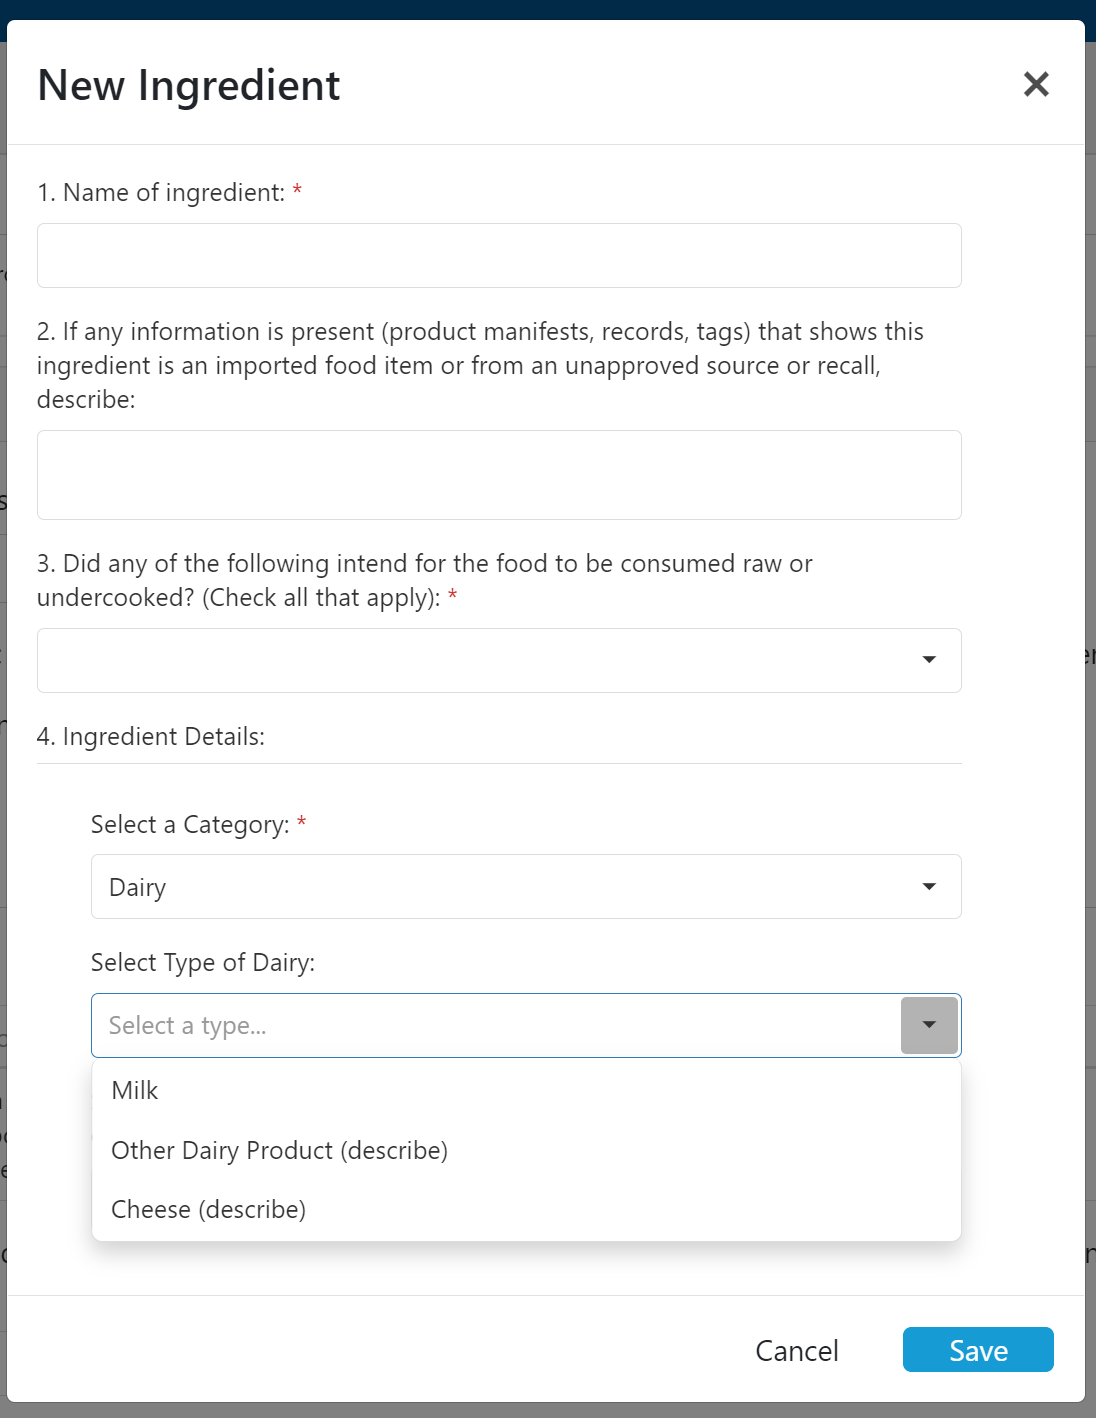 New Ingredient
1. Name of ingredient: *
2. If any information is present (product manifests, records, tags) that shows this
ingredient is an imported food item or from an unapproved source or recall,
describe:
3. Did any of the following intend for the food to be consumed raw or
undercooked? (Check all that apply): *
4. Ingredient Details:
Select a Category: *
Dairy
Select Type of Dairy:
Select a type...
Milk
Other Dairy Product (describe)
Cheese (describe)
Cancel
Save